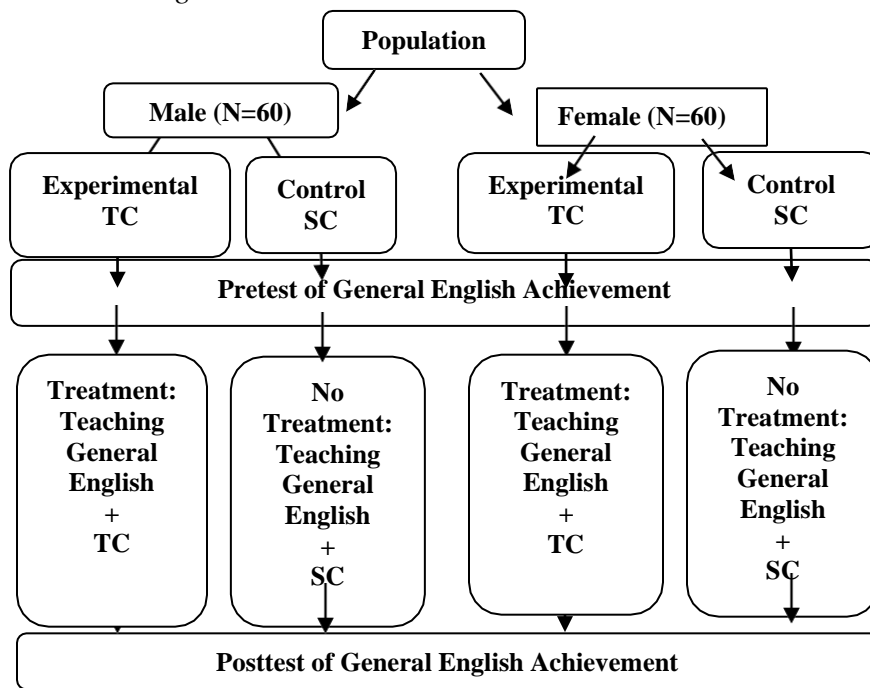 Population
Male (N=60)
Female (N=60)
Experimental
TC
Control
SC
Experimental
TC
Control
SC
Pretest of General English Achievement
Treatment:
Teaching
General
English
+
TC
No
Treatment:
Teaching
General
English
+
SC
Treatment:
Teaching
General
English
+
TC
No
Treatment:
Teaching
General
English
+
SC
Posttest of General English Achievement